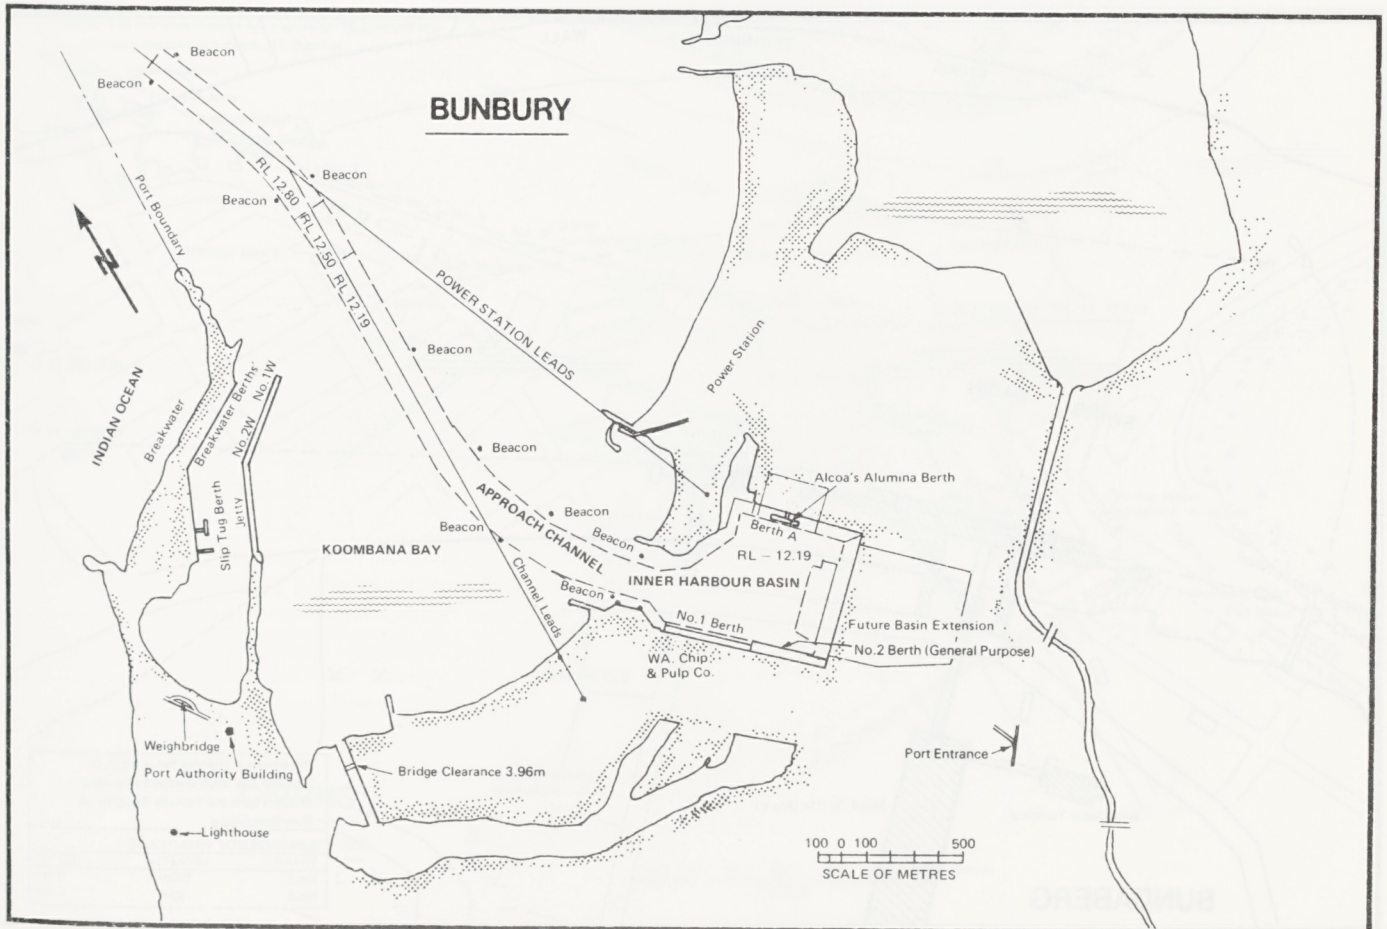 BUNBURY
Beacon
Beacon
Beacon
Beacon
RL 12.80
RL 12.50
RL 12.19
Port Boundary
N
POWER STATION LEADS
Power Station
Beacon
INDIAN OCEAN
Breakwater
Breakwater Berths
No.2W
No.1W
Slip Tug Berth
Jetty
Beacon
Beacon
Beacon
Beacon
Beacon
APPROACH CHANNEL
KOOMBANA BAY
Channel Leads
Alcoa's Alumina Berth
Berth A
RL – 12.19
INNER HARBOUR BASIN
No.1 Berth
Future Basin Extension
No.2 Berth (General Purpose)
WA. Chip
& Pulp Co.
Weighbridge
Port Authority Building
Lighthouse
Bridge Clearance 3.96m
Port Entrance
100 0 100 500
SCALE OF METRES